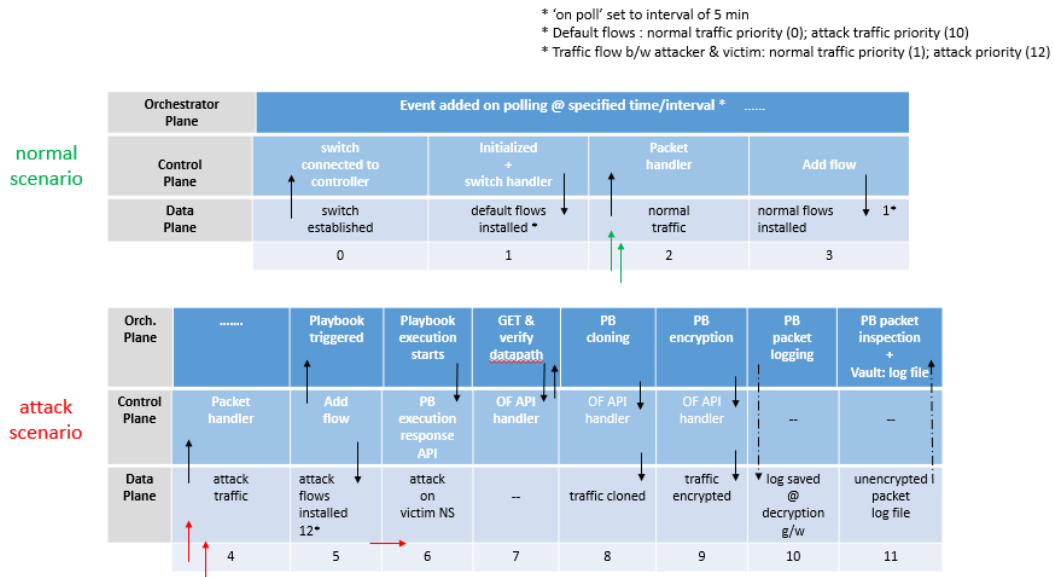 * 'on poll' set to interval of 5 min
* Default flows : normal traffic priority (0); attack traffic priority (10)
* Traffic flow b/w attacker & victim: normal traffic priority (1); attack priority (12)
normal
scenario
Orchestrator
Plane
Event added on polling @ specified time/interval * ......
Control
Plane
switch
connected to
controller
Initialized
+
switch handler
Packet
handler
Add flow
Data
Plane
switch
established
default flows
installed *
normal
traffic
normal flows
installed
1*
0
1
2
3
attack
scenario
Orch.
Plane
.......
Playbook
triggered
Playbook
execution
starts
GET &
verify
datapath
PB
cloning
PB
encryption
PB
packet
logging
PB packet
inspection
+
Vault: log file
Control
Plane
Packet
handler
Add
flow
PB
execution
response
API
OF API
handler
OF API
handler
OF API
handler
--
--
Data
Plane
attack
traffic
attack
flows
installed
12*
attack
on
victim NS
--
traffic cloned
traffic
encrypted
log saved
@
decryption
g/w
unencrypted
packet
log file
4
5
6
7
8
9
10
11